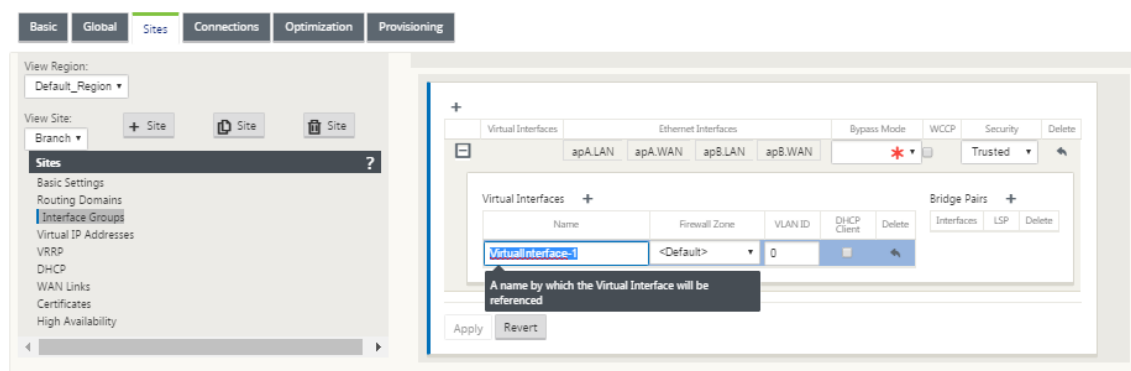 Basic Global Sites Connections Optimization Provisioning
View Region:
Default_Region
View Site:
+ Site Site Site
Branch
Sites ?
Basic Settings
Routing Domains
Interface Groups
Virtual IP Addresses
VRRP
DHCP
WAN Links
Certificates
High Availability
+
Virtual Interfaces Ethernet Interfaces Bypass Mode WCCP Security Delete
apA.LAN apA.WAN apB.LAN apB.WAN * Trusted
Virtual Interfaces +
Name Firewall Zone VLAN ID DHCP Client Delete
VirtualInterface-1 <Default> 0
A name by which the Virtual Interface will be
referenced
Bridge Pairs +
Interfaces LSP Delete
Apply Revert